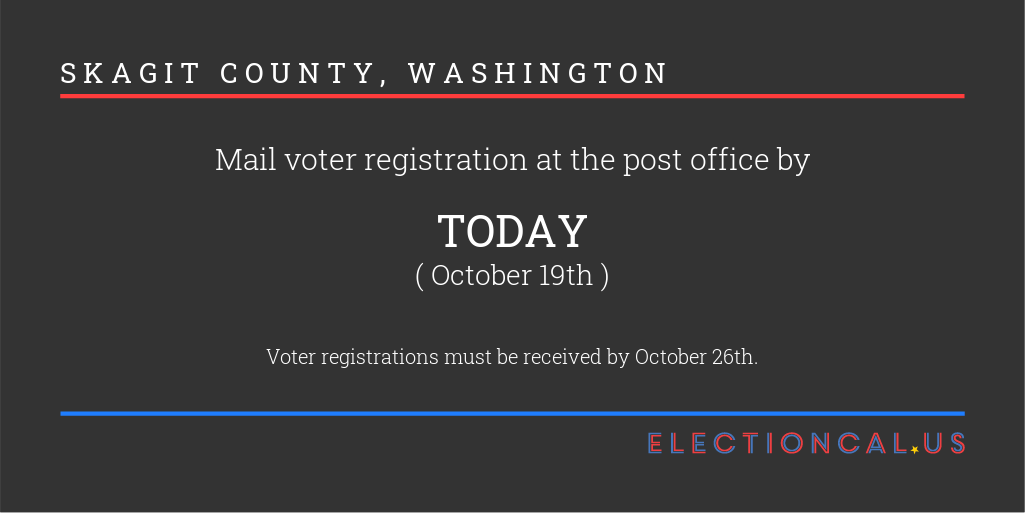 SKAGIT COUNTY, WASHINGTON
Mail voter registration at the post office by
TODAY
( October 19th )
Voter registrations must be received by October 26th.
ELECTIONCAL.US